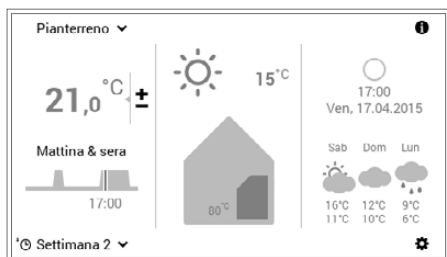 Pianterreno
21,0 °C ±
Mattina & sera
17:00
Settimana 2
15°C
80°C
17:00
Ven, 17.04.2015
Sab Dom Lun
16°C 12°C 9°C
11°C 10°C 6°C